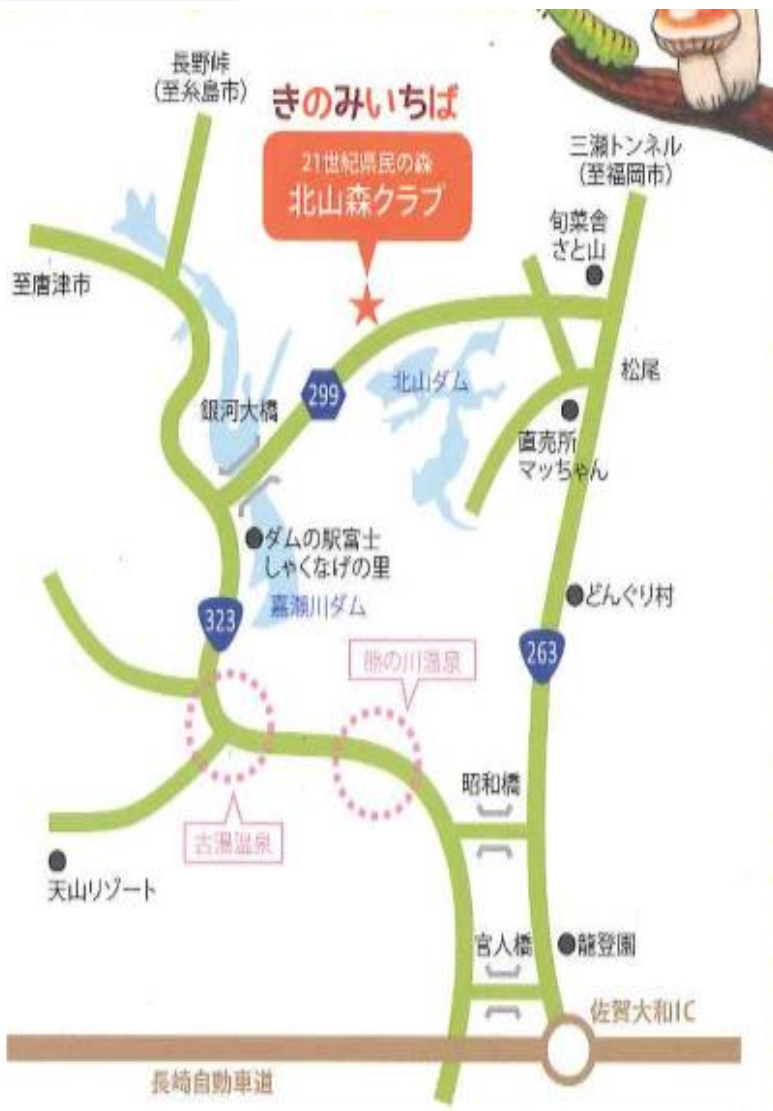 長野峠
(至糸島市)
きのみいちば
21世紀県民の森
北山森クラブ
三瀬トンネル
(至福岡市)
旬菜舎
さと山
至唐津市
299
北山ダム
松尾
銀河大橋
直売所
マッちゃん
ダムの駅富士
しゃくなげの里
嘉瀬川ダム
どんぐり村
323
263
熊の川温泉
昭和橋
古湯温泉
天山リゾート
官人橋
龍登園
佐賀大和IC
長崎自動車道